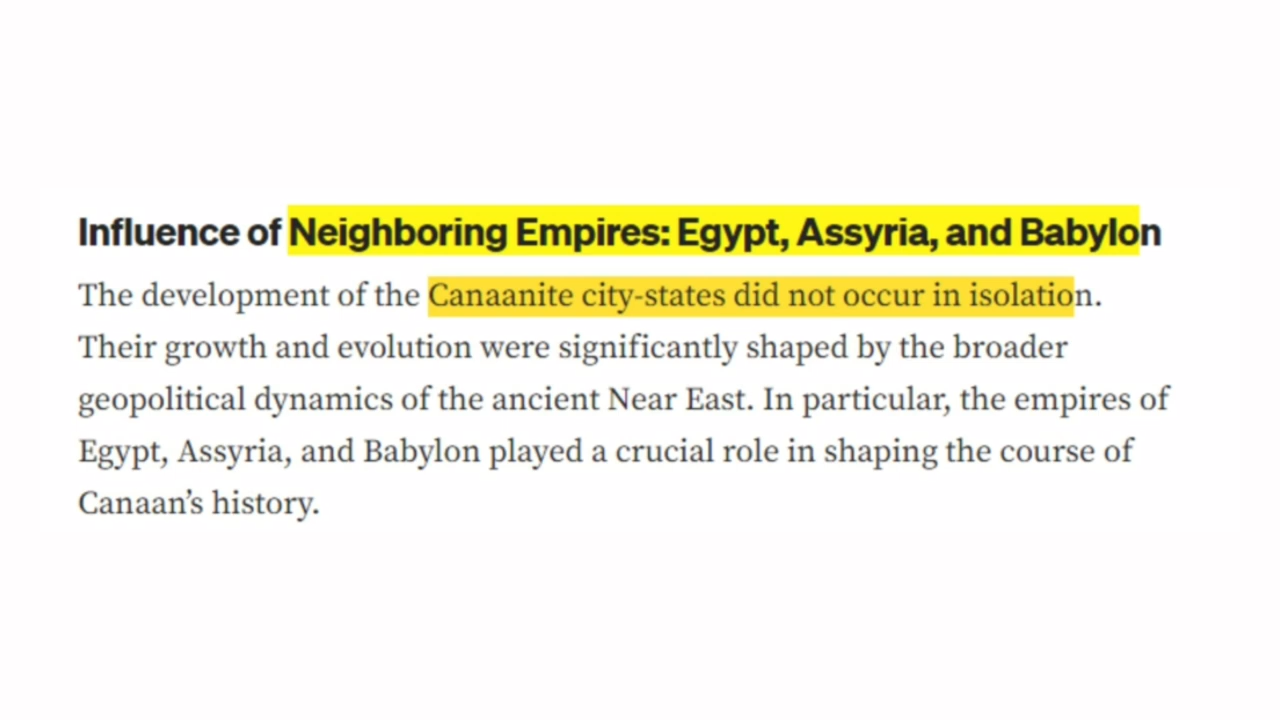 Influence of Neighboring Empires: Egypt, Assyria, and Babylon
The development of the Canaanite city-states did not occur in isolation.
Their growth and evolution were significantly shaped by the broader
geopolitical dynamics of the ancient Near East. In particular, the empires of
Egypt, Assyria, and Babylon played a crucial role in shaping the course of
Canaan’s history.